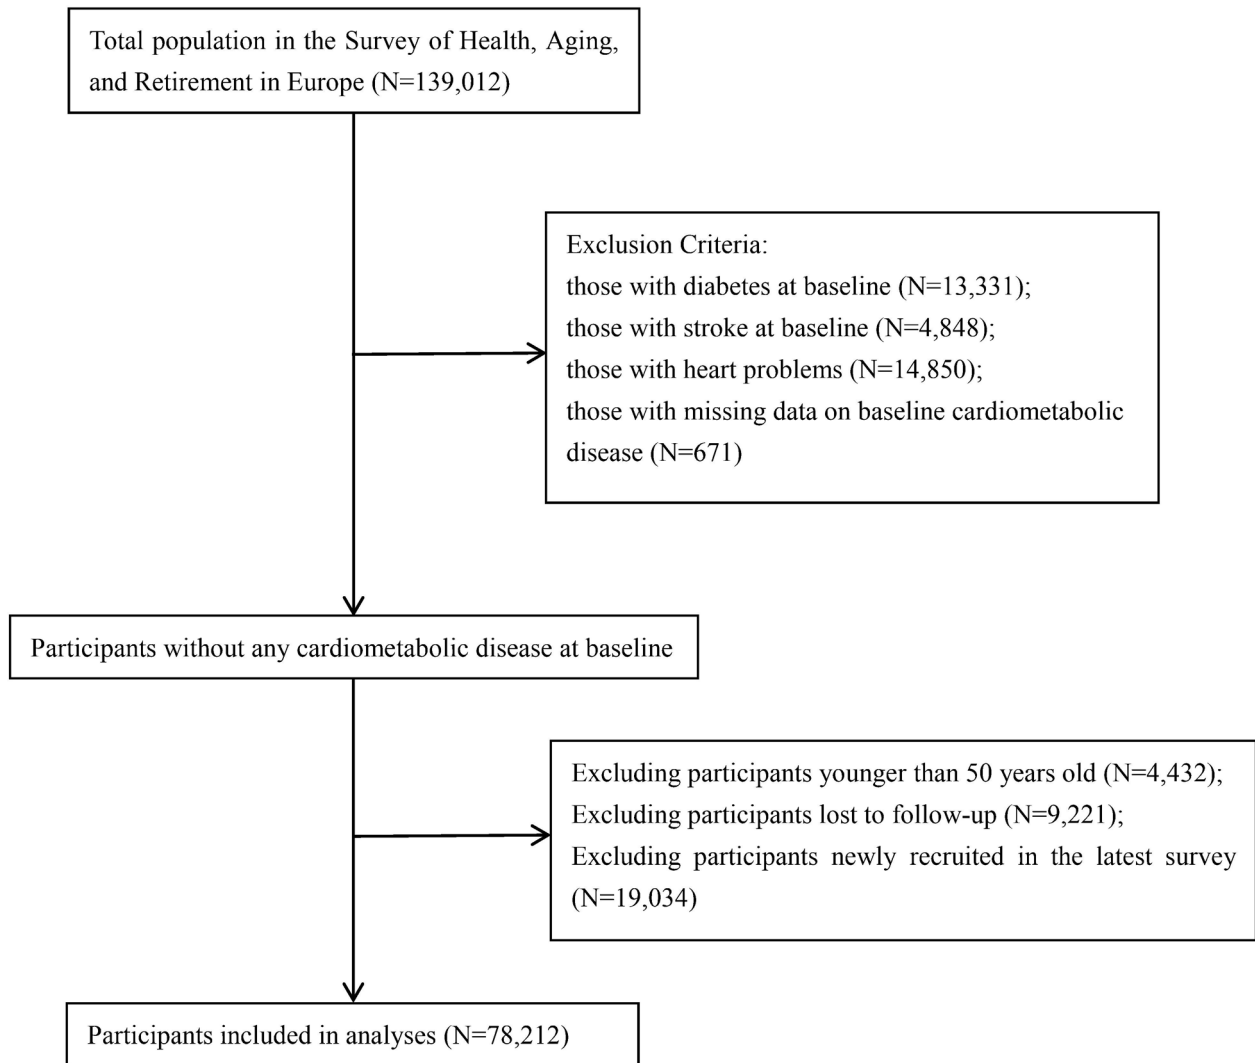 Total population in the Survey of Health, Aging,
and Retirement in Europe (N=139,012)
Exclusion Criteria:
those with diabetes at baseline (N=13,331);
those with stroke at baseline (N=4,848);
those with heart problems (N=14,850);
those with missing data on baseline cardiometabolic
disease (N=671)
Participants without any cardiometabolic disease at baseline
Excluding participants younger than 50 years old (N=4,432);
Excluding participants lost to follow-up (N=9,221);
Excluding participants newly recruited in the latest survey
(N=19,034)
Participants included in analyses (N=78,212)